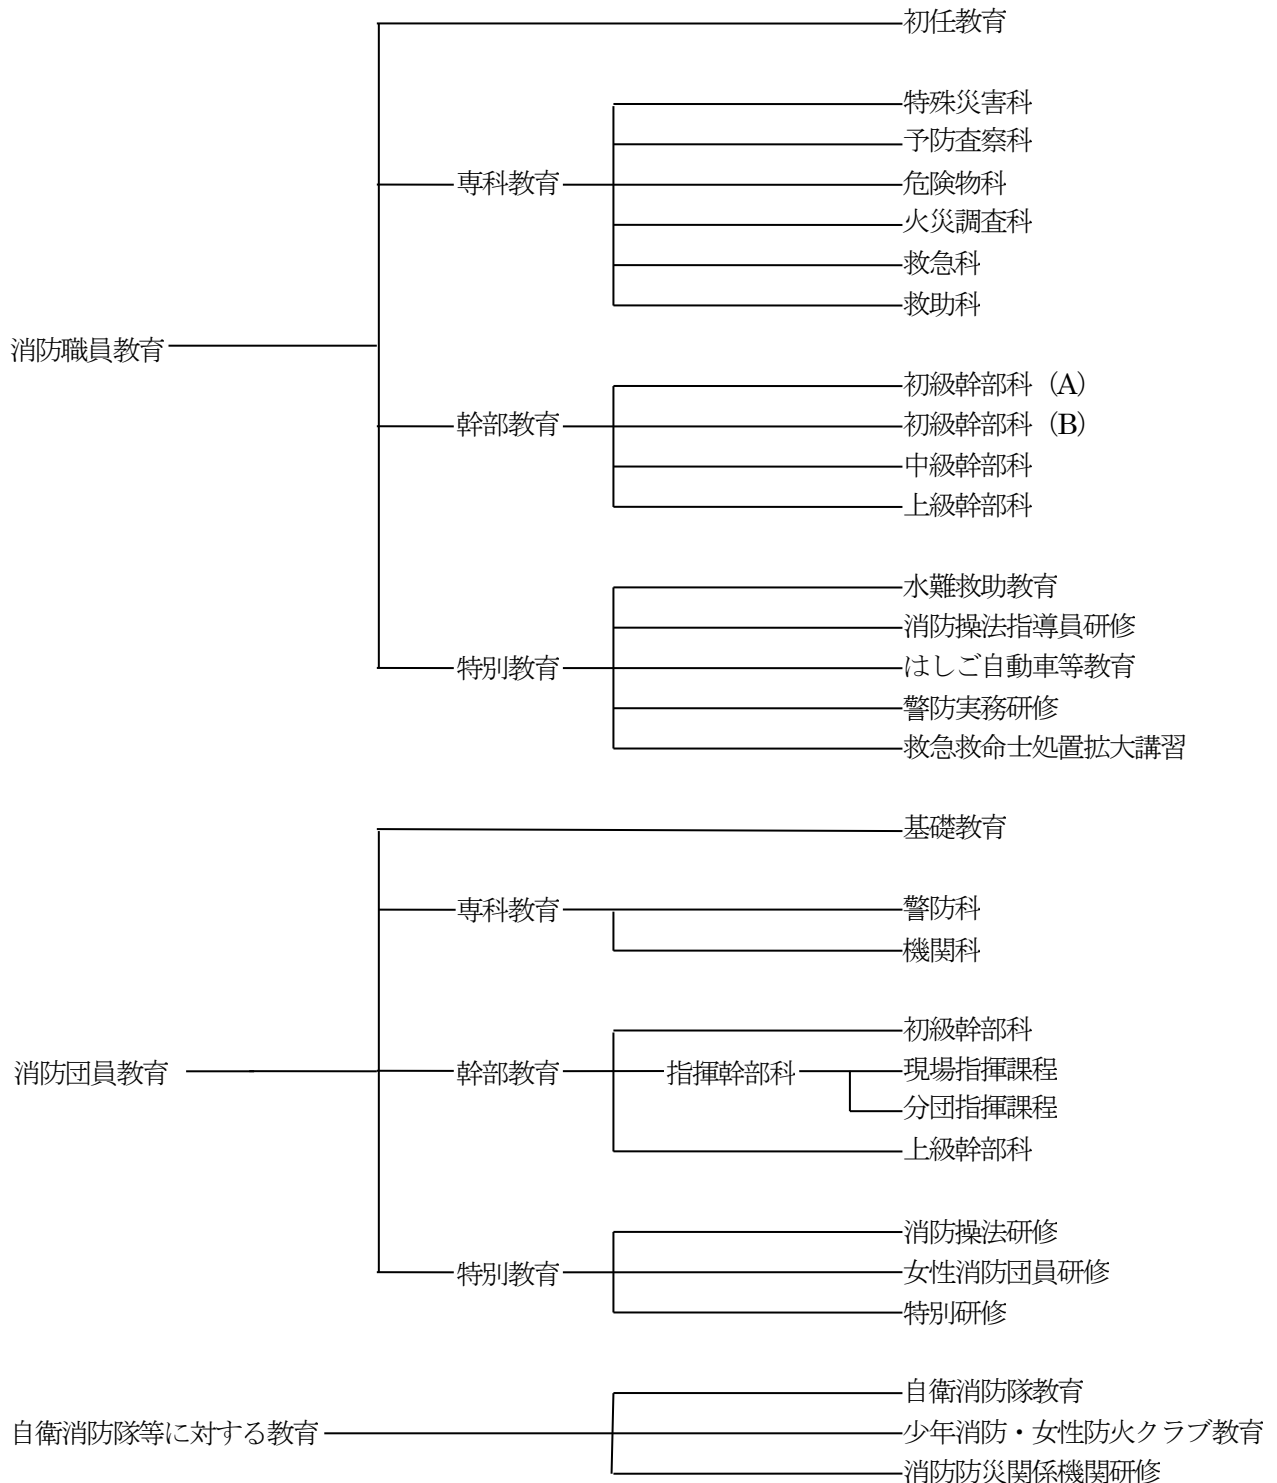 初任教育
特殊災害科
予防査察科
専科教育
危険物科
火災調査科
救急科
救助科
消防職員教育
初級幹部科（A）
幹部教育
初級幹部科（B）
中級幹部科
上級幹部科
水難救助教育
消防操法指導員研修
特別教育
はしご自動車等教育
警防実務研修
救急救命士処置拡大講習
基礎教育
専科教育
警防科
機関科
初級幹部科
消防団員教育
幹部教育
指揮幹部科
現場指揮課程
分団指揮課程
上級幹部科
消防操法研修
特別教育
女性消防団員研修
特別研修
自衛消防隊教育
自衛消防隊等に対する教育
少年消防・女性防火クラブ教育
消防防災関係機関研修